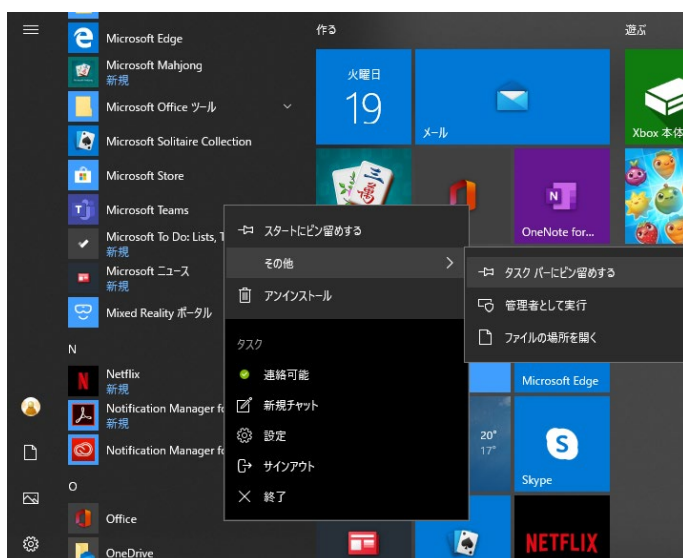 Microsoft Edge
Microsoft Mahjong
新規
Microsoft Office ツール
Microsoft Solitaire Collection
Microsoft Store
Microsoft Teams
Microsoft To Do: Lists, T
新規
Microsoft ニュース
新規
Mixed Reality ポータル
N
Netflix
新規
Notification Manager fo
新規
Notification Manager fo
O
Office
OneDrive
スタートにピン留めする
その他
アンインストール
タスク
連絡可能
新規チャット
設定
サインアウト
終了
タスク バーにピン留めする
管理者として実行
ファイルの場所を開く
作る
火曜日
19
メール
OneNote for...
遊ぶ
Xbox 本体
Microsoft Edge
20°
17°
Skype
NETFLIX